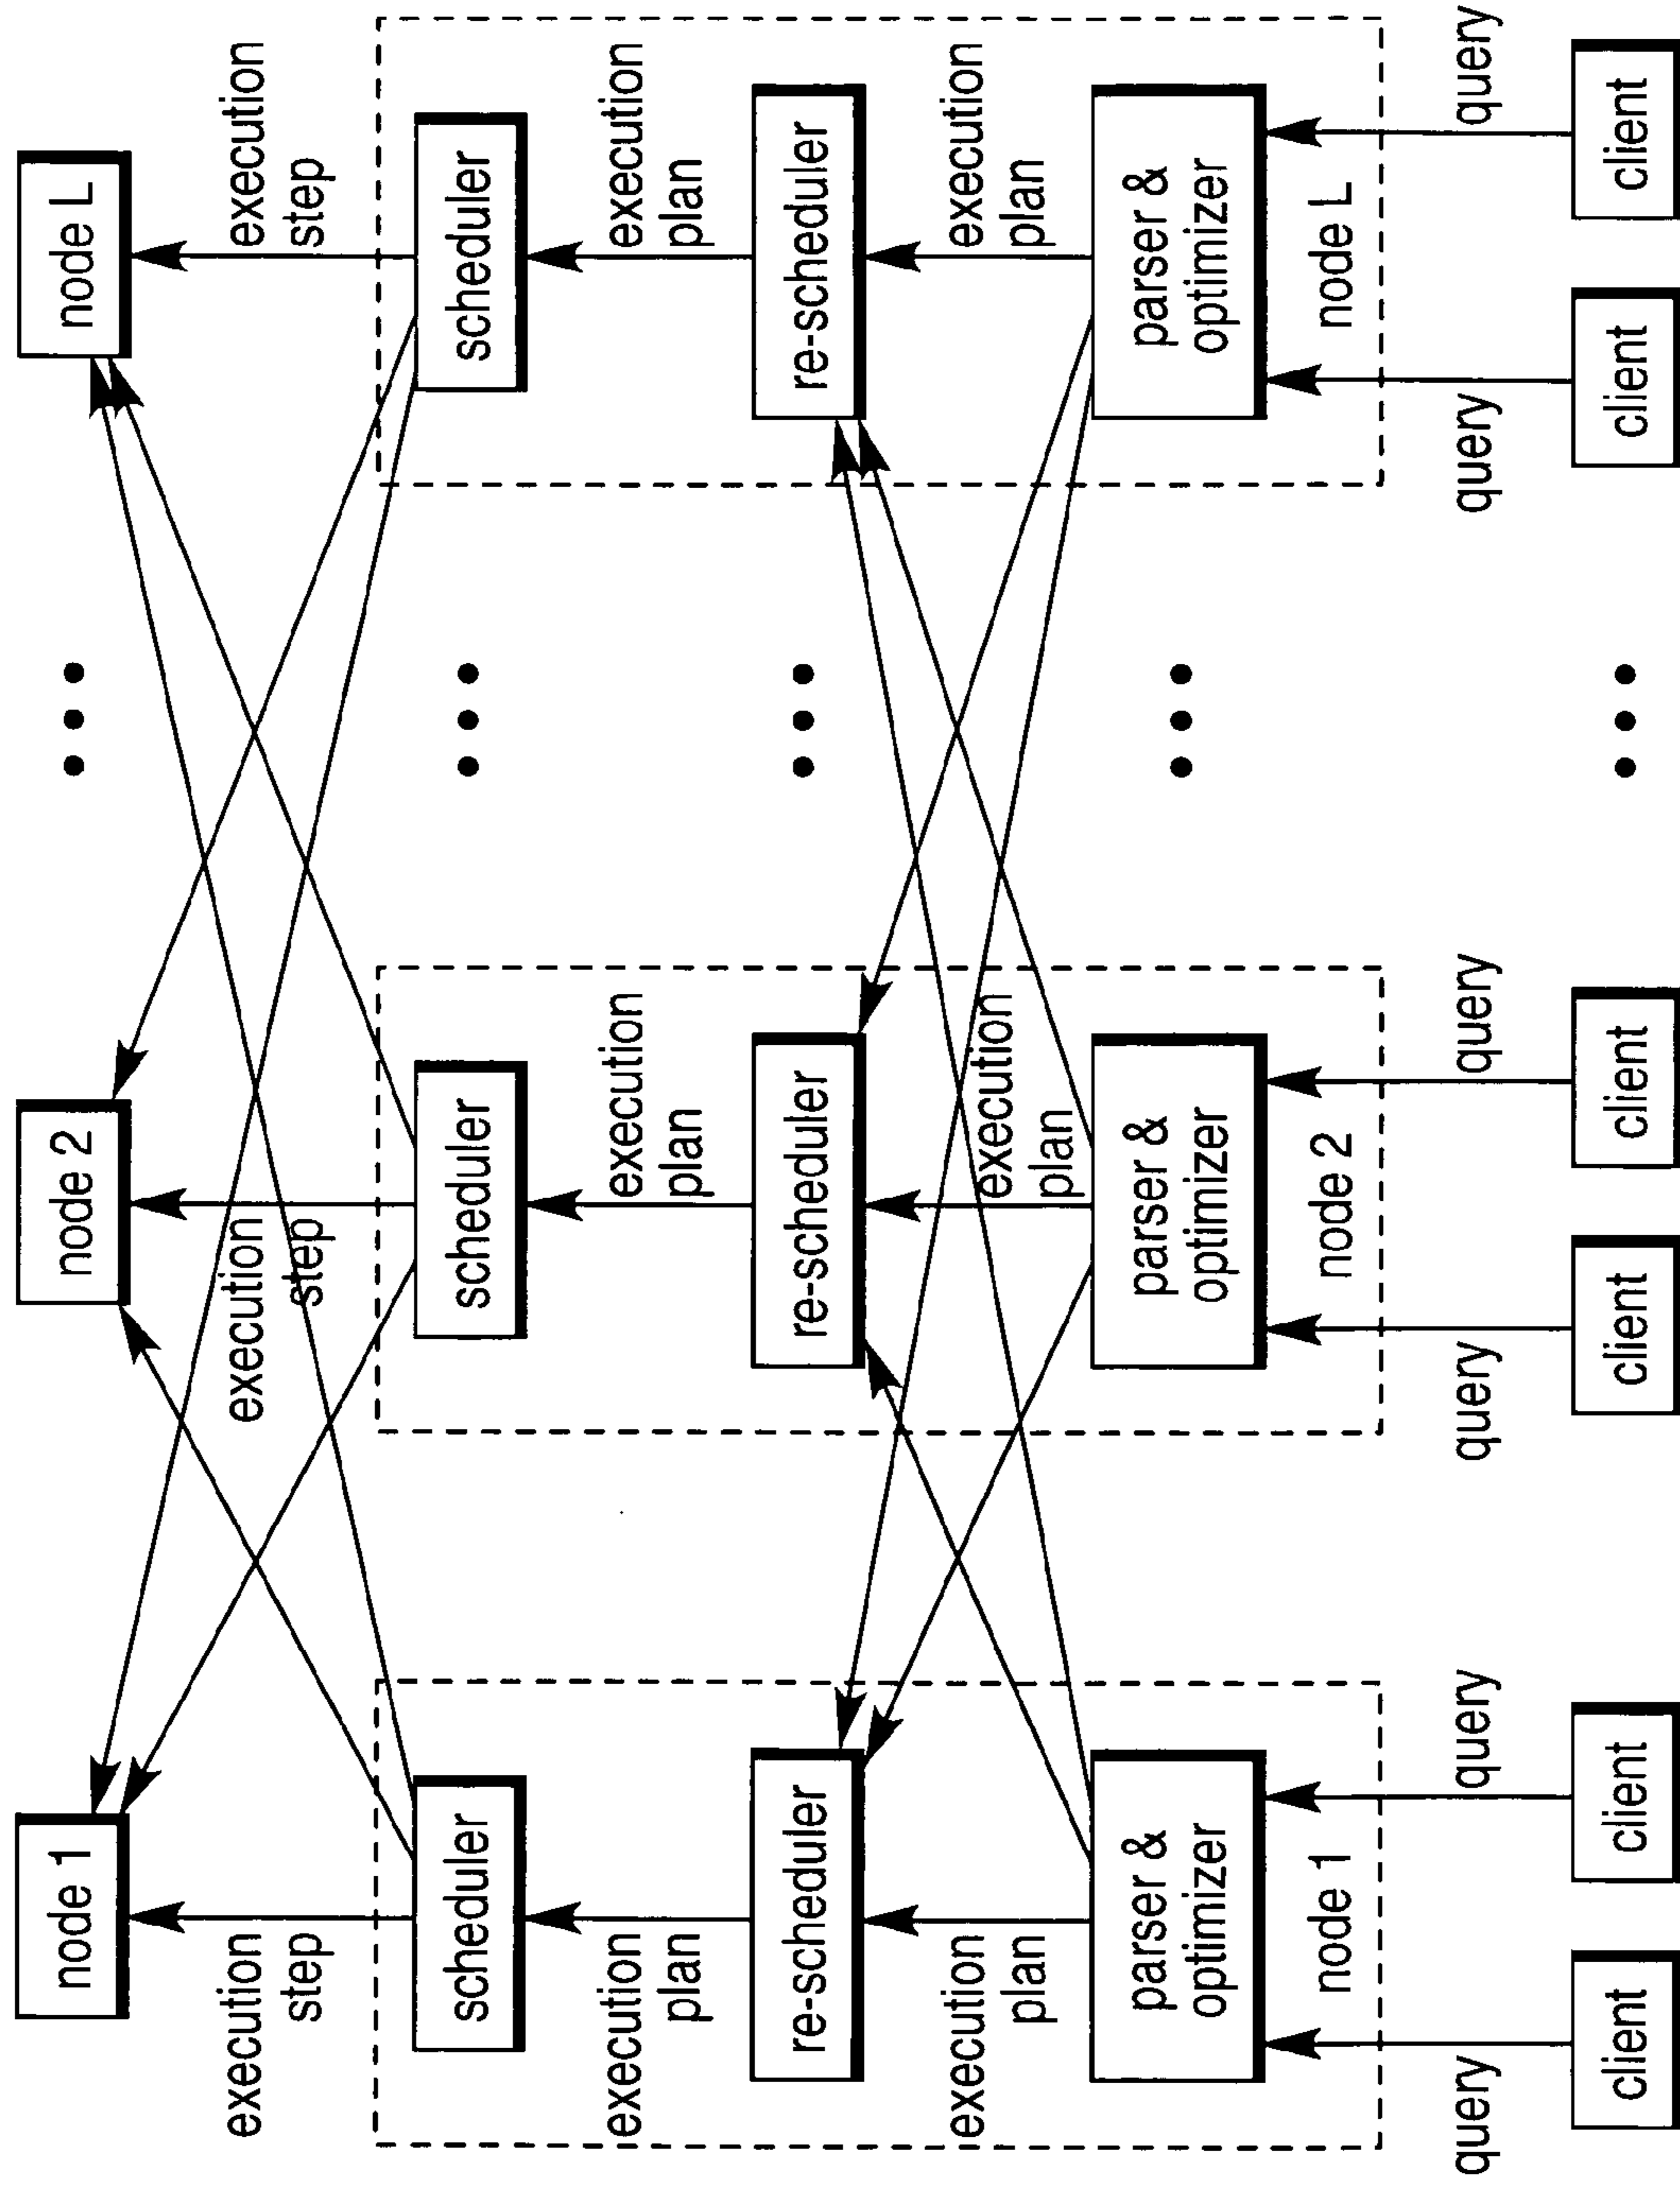 node 1
node 2
node L
execution
step
execution
step
execution
step
scheduler
scheduler
scheduler
execution
plan
execution
plan
execution
plan
re-scheduler
re-scheduler
re-scheduler
execution
plan
execution
plan
execution
plan
parser &
optimizer
parser &
optimizer
parser &
optimizer
node 1
node 2
node L
query
query
query
query
query
query
client
client
client
client
client
client